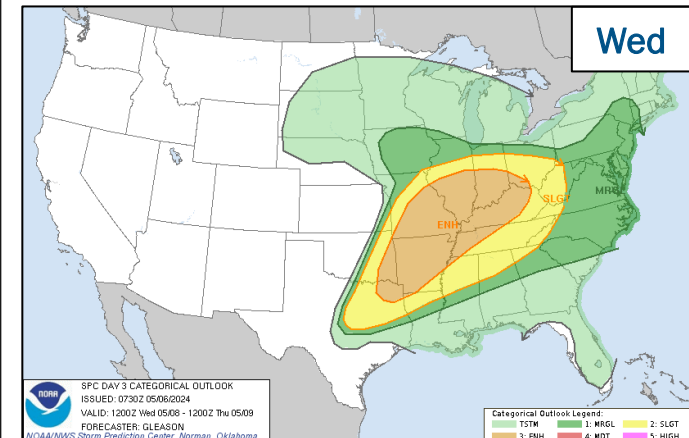 Wed
MRGL
SLGT
ENH
noaa
SPC DAY 3 CATEGORICAL OUTLOOK
ISSUED: 0730Z 05/06/2024
VALID: 1200Z Wed 05/08 - 1200Z Thu 05/09
FORECASTER: GLEASON
NOAA/NWS Storm Prediction Center, Norman, Oklahoma
Categorical Outlook Legend:
TSTM 1: MRGL 2: SLGT
3: ENH 4: MDT 5: HIGH